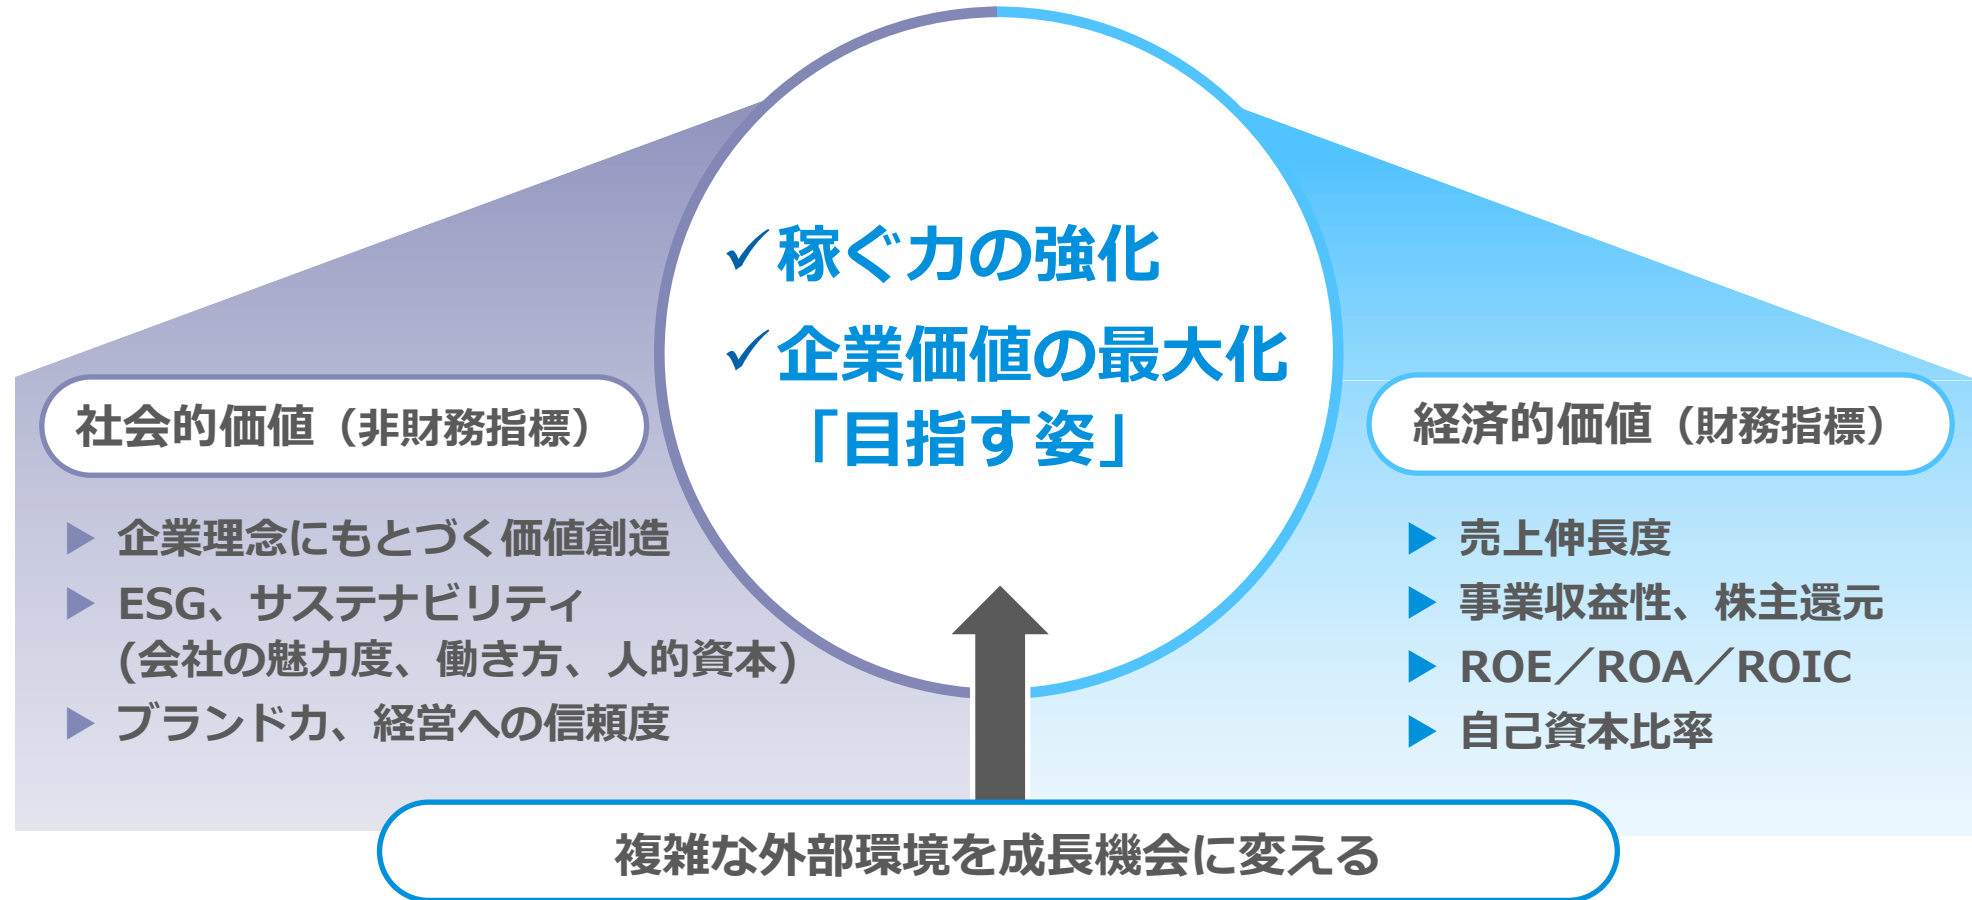 ✓稼ぐ力の強化
✓企業価値の最大化
「目指す姿」
社会的価値（非財務指標）
▶ 企業理念にもとづく価値創造
▶ ESG、サステナビリティ
(会社の魅力度、働き方、人的資本)
▶ ブランド力、経営への信頼度
経済的価値（財務指標）
▶ 売上伸長度
▶ 事業収益性、株主還元
▶ ROE／ROA／ROIC
▶ 自己資本比率
複雑な外部環境を成長機会に変える